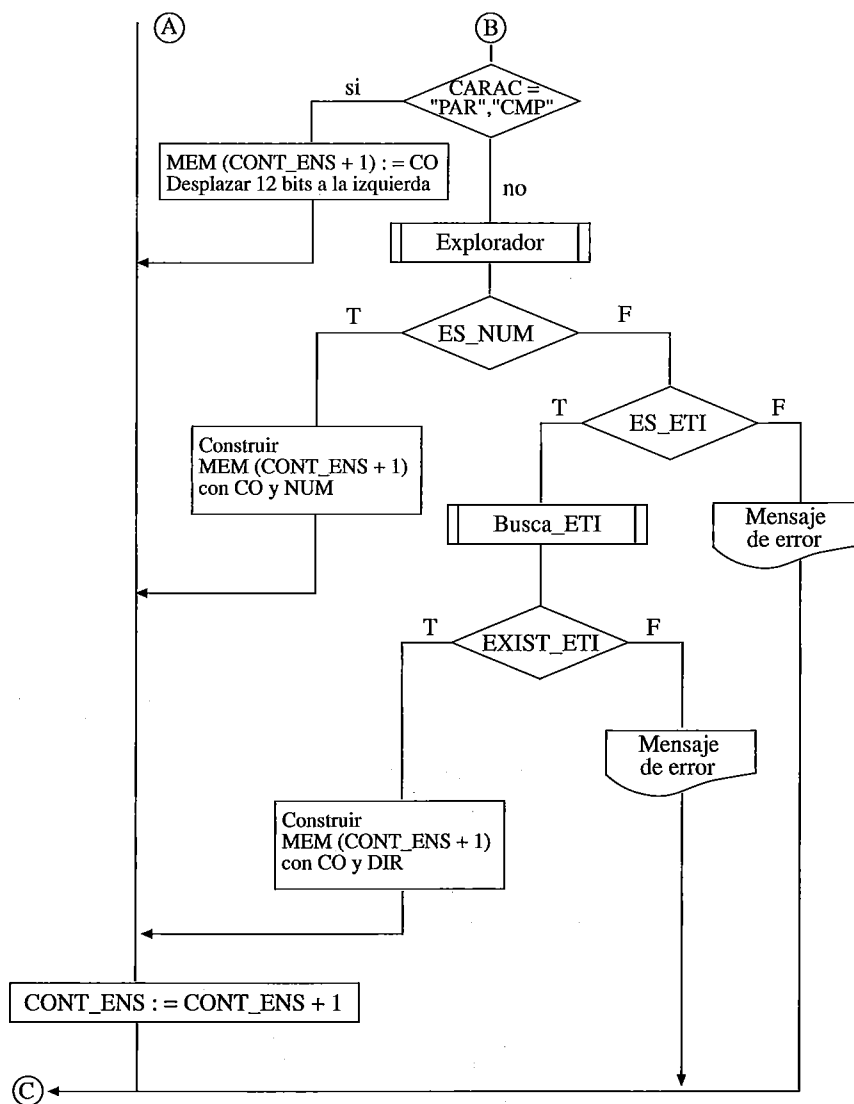 A
B
si
CARAC =
"PAR","CMP"
MEM (CONT_ENS + 1) : = CO
Desplazar 12 bits a la izquierda
no
Explorador
T
ES_NUM
F
T
ES_ETI
F
Construir
MEM (CONT_ENS + 1)
con CO y NUM
Busca_ETI
Mensaje
de error
T
EXIST_ETI
F
Mensaje
de error
Construir
MEM (CONT_ENS + 1)
con CO y DIR
CONT_ENS : = CONT_ENS + 1
C